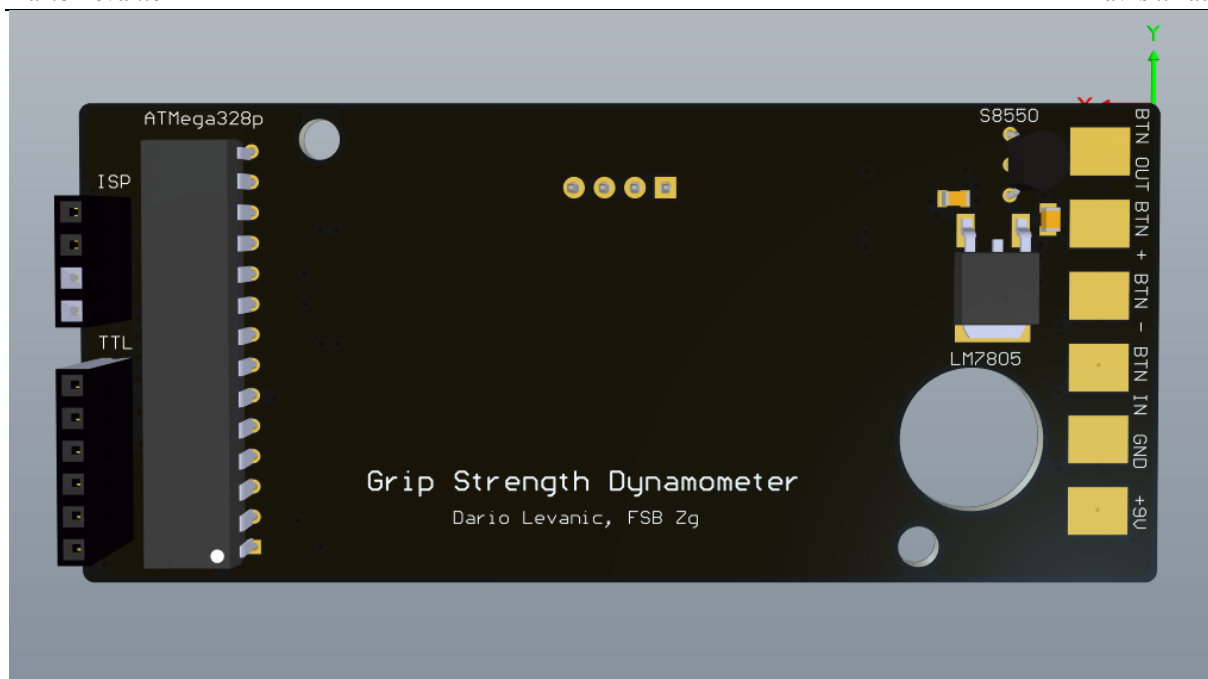 Y
X
ATMega328p
S8550
ISP
TTL
LM7805
BTN OUT
BTN +
BTN -
BTN IN
GND
+9V
Grip Strength Dynamometer
Dario Levanic, FSB Zg